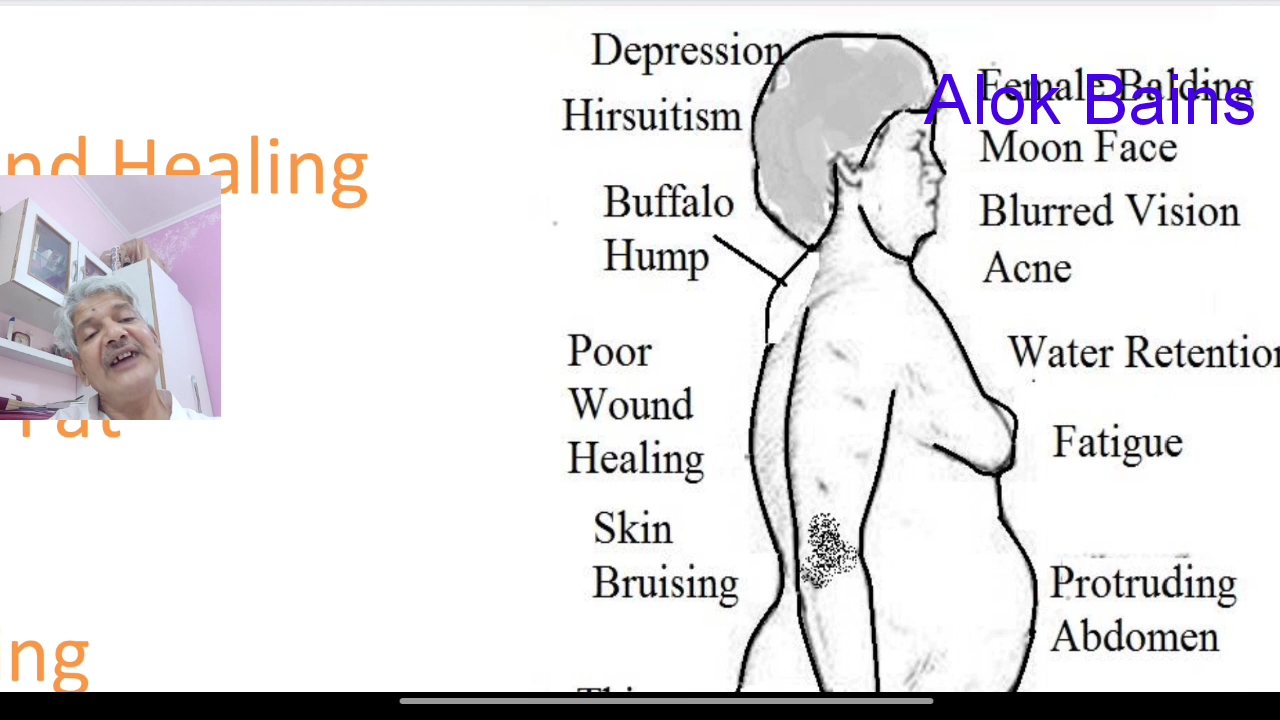 nd Healing
ing
Depression
Hirsuitism
Buffalo
Hump
Poor
Wound
Healing
Skin
Bruising
Alok Bains
Female Balding
Moon Face
Blurred Vision
Acne
Water Retention
Fatigue
Protruding
Abdomen